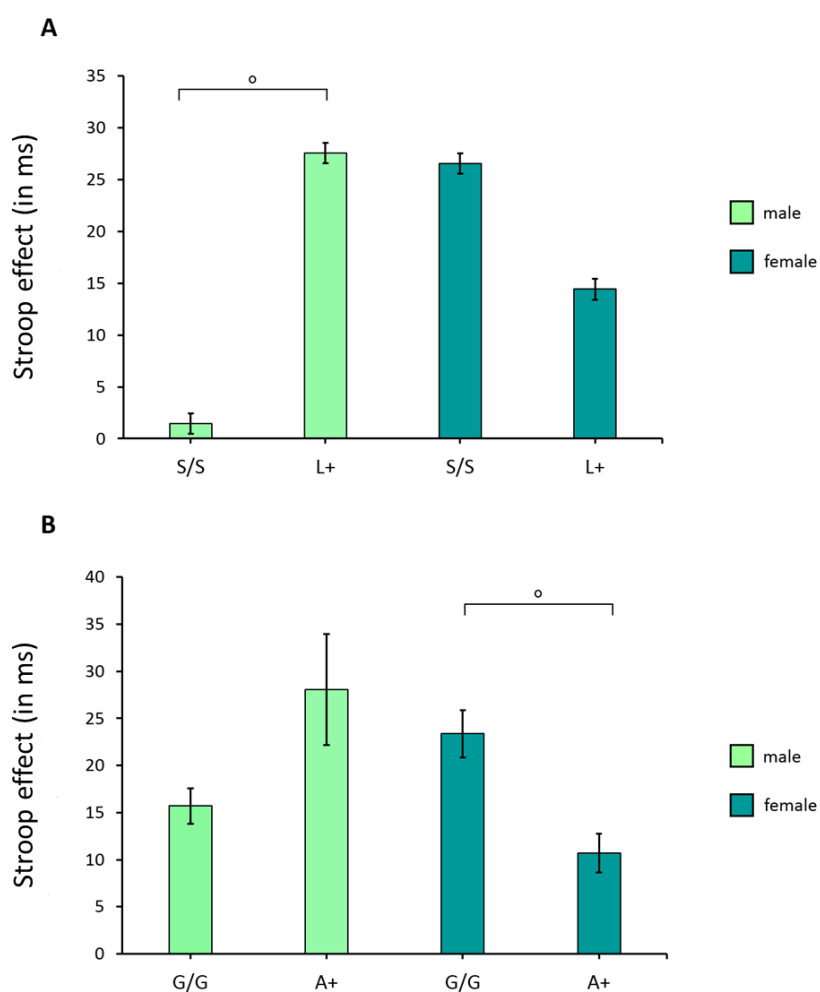 A
Stroop effect (in ms)
35
30
25
20
15
10
5
0
S/S L+ S/S L+
male
female
B
Stroop effect (in ms)
40
35
30
25
20
15
10
5
0
G/G A+ G/G A+
male
female